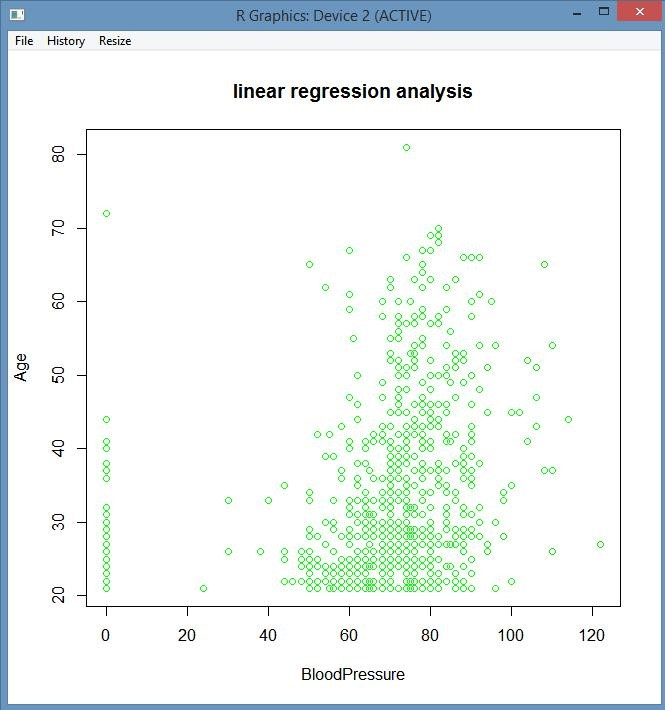 R Graphics: Device 2 (ACTIVE)
File History Resize
linear regression analysis
80
70
60
50
40
30
20
Age
0 20 40 60 80 100 120
BloodPressure